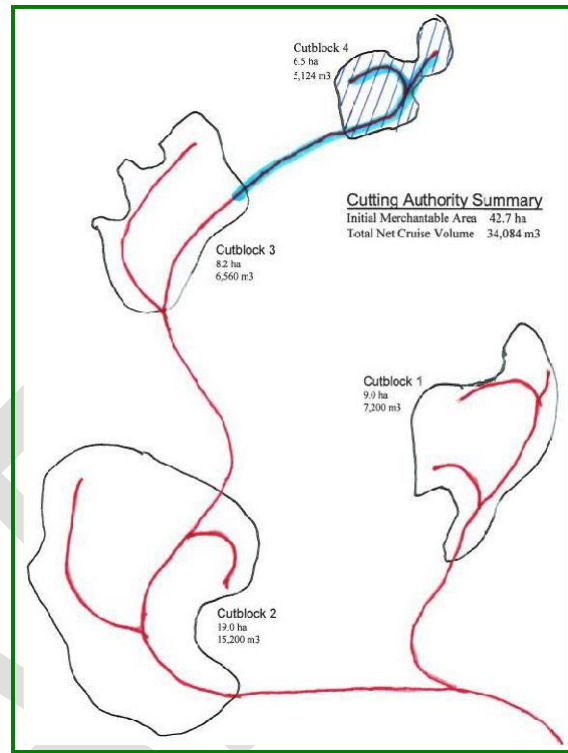 Cutblock 4
6.5 ha
5,124 m3
Cutting Authority Summary
Initial Merchantable Area 42.7 ha
Total Net Cruise Volume 34,084 m3
Cutblock 3
8.2 ha
6,560 m3
Cutblock 1
9.0 ha
7,200 m3
Cutblock 2
19.0 ha
15,200 m3